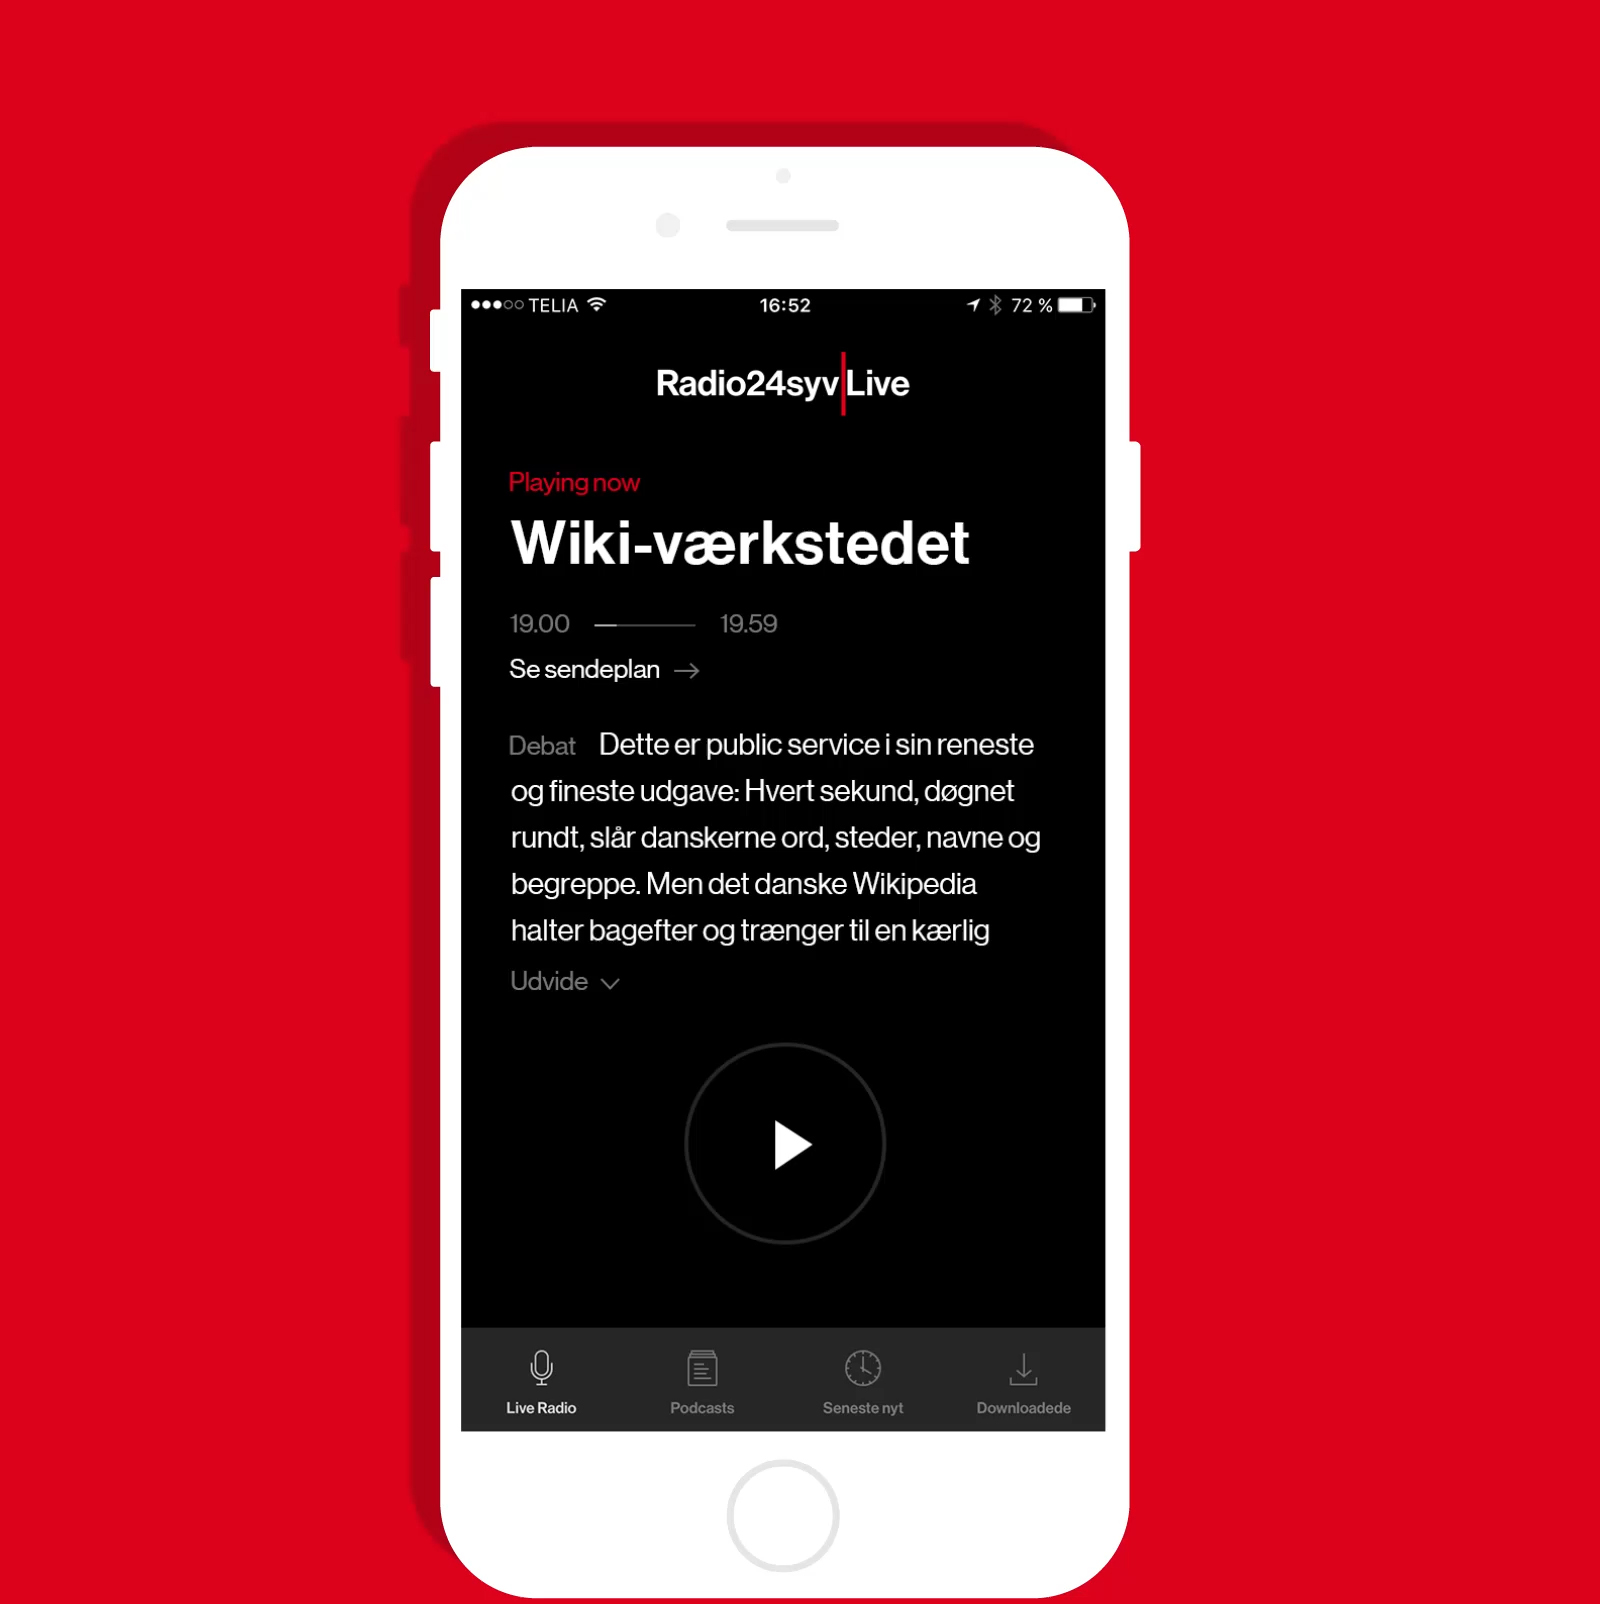 TELIA 16:52 72 %
Radio24syv Live
Playing now
Wiki-værkstedet
19.00 19.59
Se sendeplan
Debat Dette er public service i sin reneste
og fineste udgave: Hvert sekund, døgnet
rundt, slår danskerne ord, steder, navne og
begreppe. Men det danske Wikipedia
halter bagefter og trænger til en kærlig
Udvide
Live Radio Podcasts Seneste nyt Downloadede